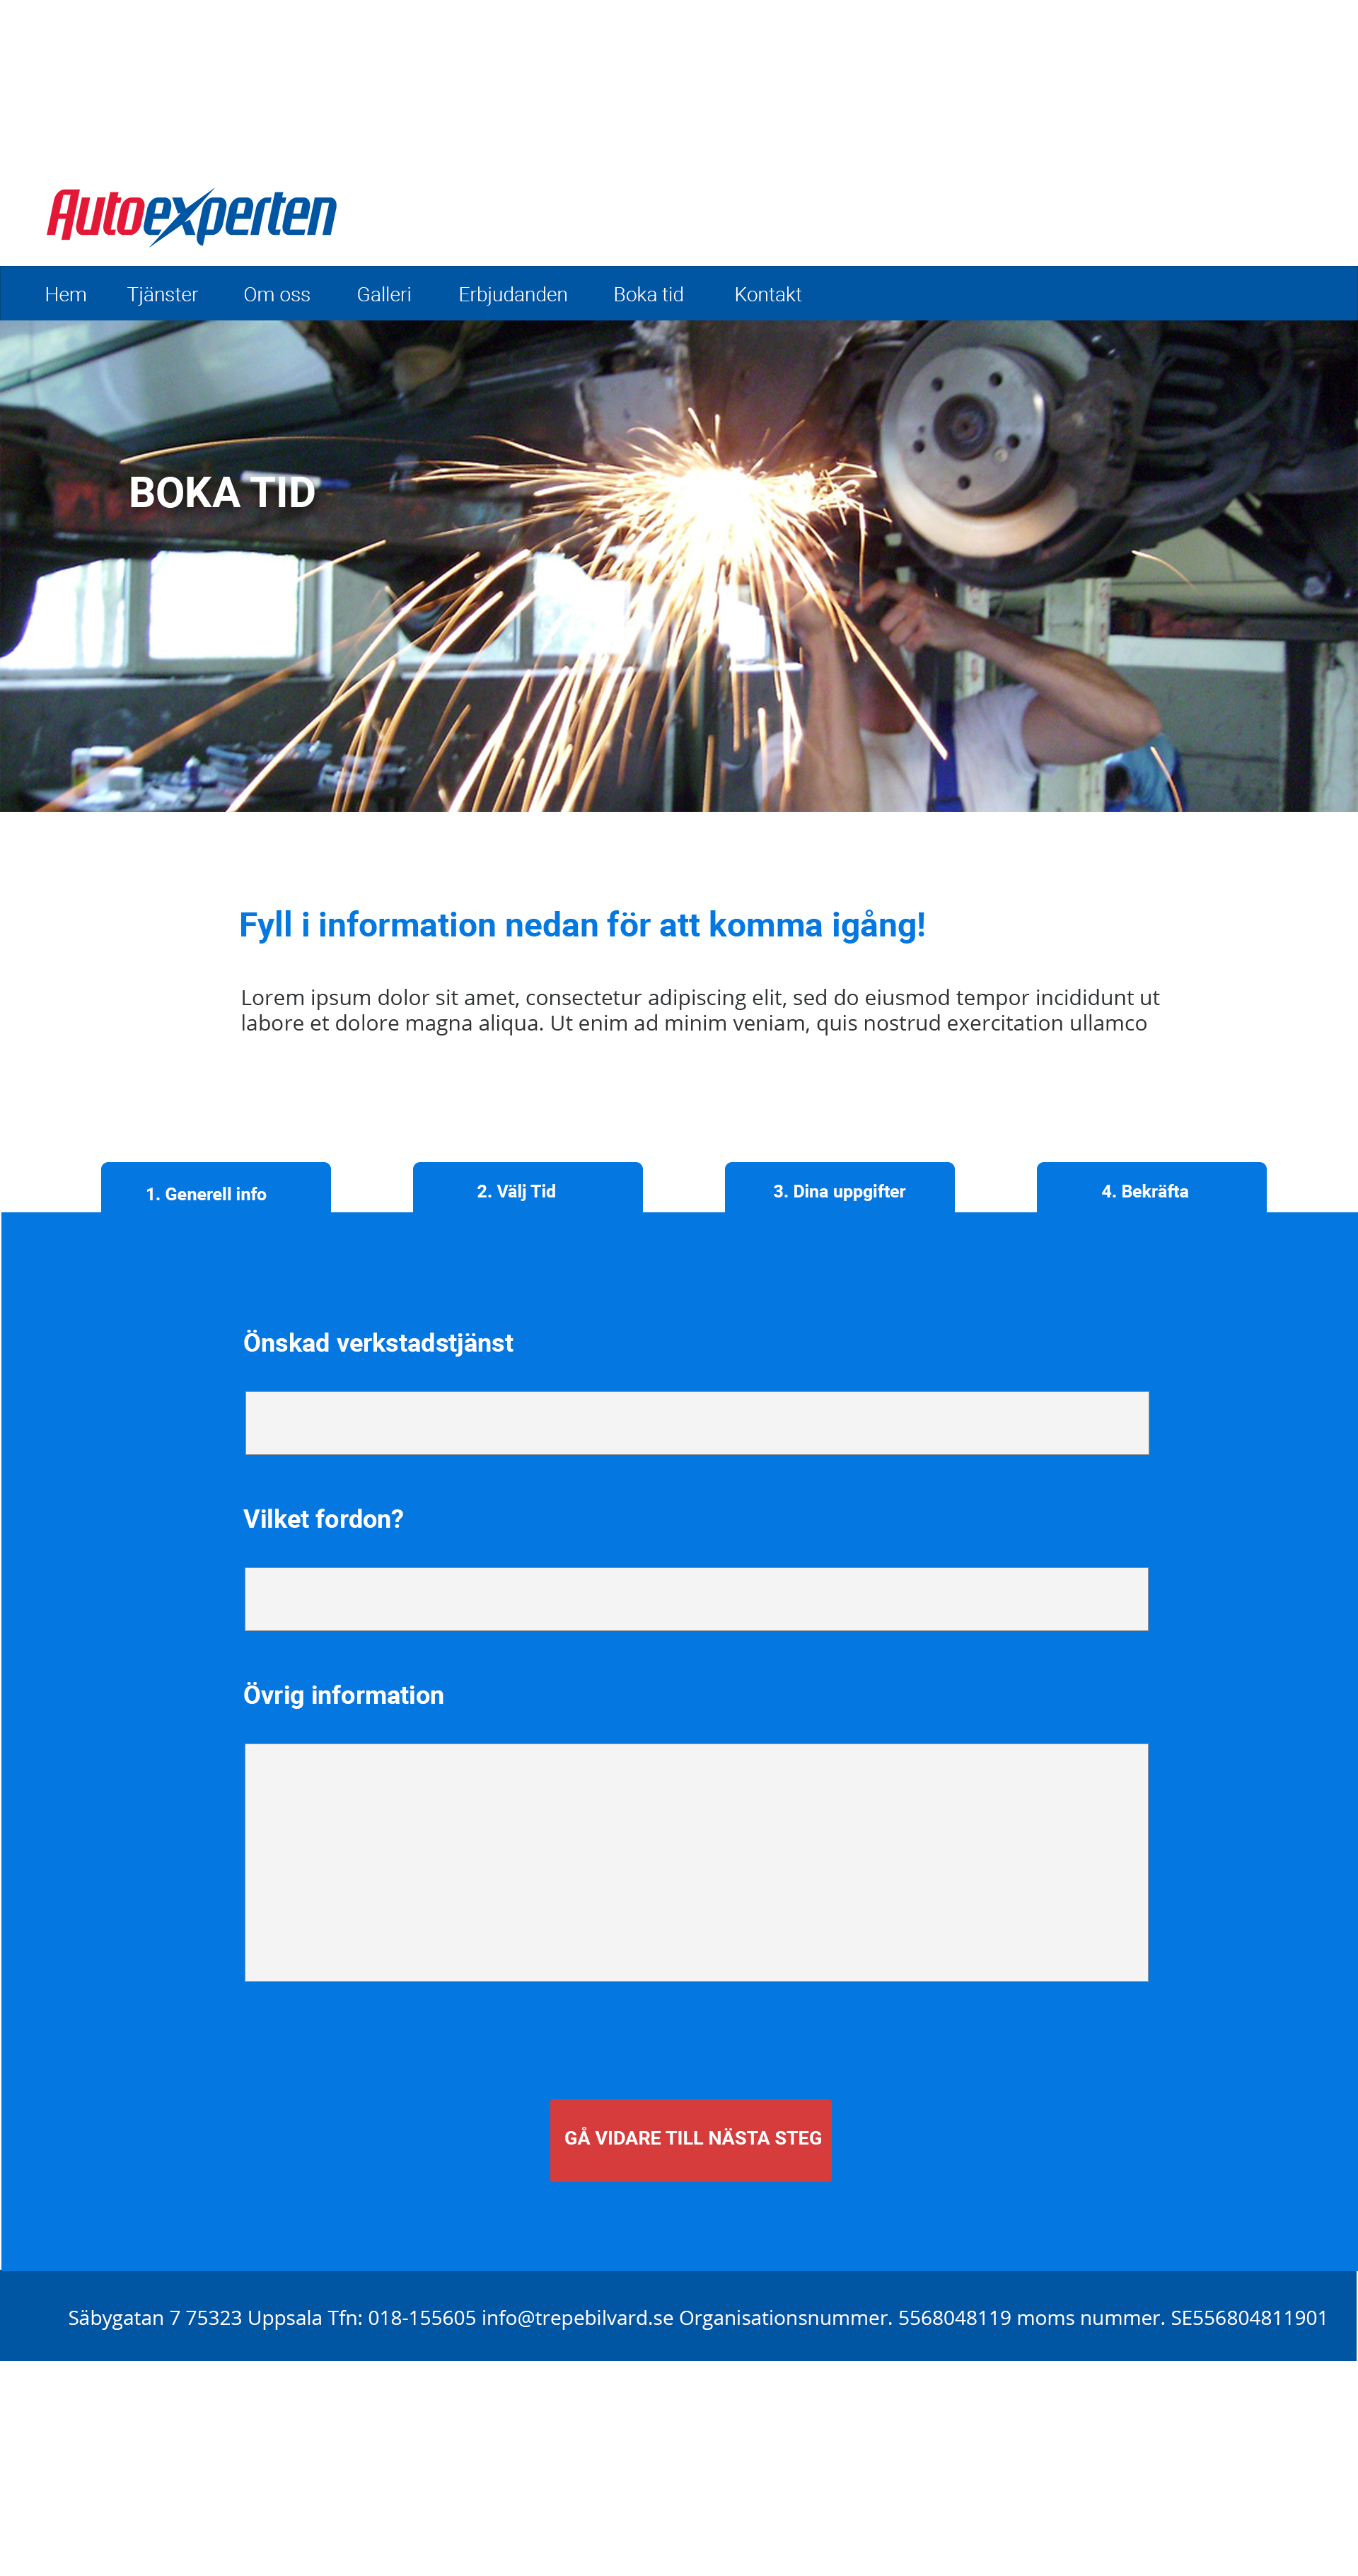 Autoexperten
Hem Tjänster Om oss Galleri Erbjudanden Boka tid Kontakt
BOKA TID
Fyll i information nedan för att komma igång!
Lorem ipsum dolor sit amet, consectetur adipiscing elit, sed do eiusmod tempor incididunt ut
labore et dolore magna aliqua. Ut enim ad minim veniam, quis nostrud exercitation ullamco
1. Generell info
2. Välj Tid
3. Dina uppgifter
4. Bekräfta
Önskad verkstadstjänst
Vilket fordon?
Övrig information
GÅ VIDARE TILL NÄSTA STEG
Säbygatan 7 75323 Uppsala Tfn: 018-155605 info@trepebilvard.se Organisationsnummer. 5568048119 moms nummer. SE556804811901